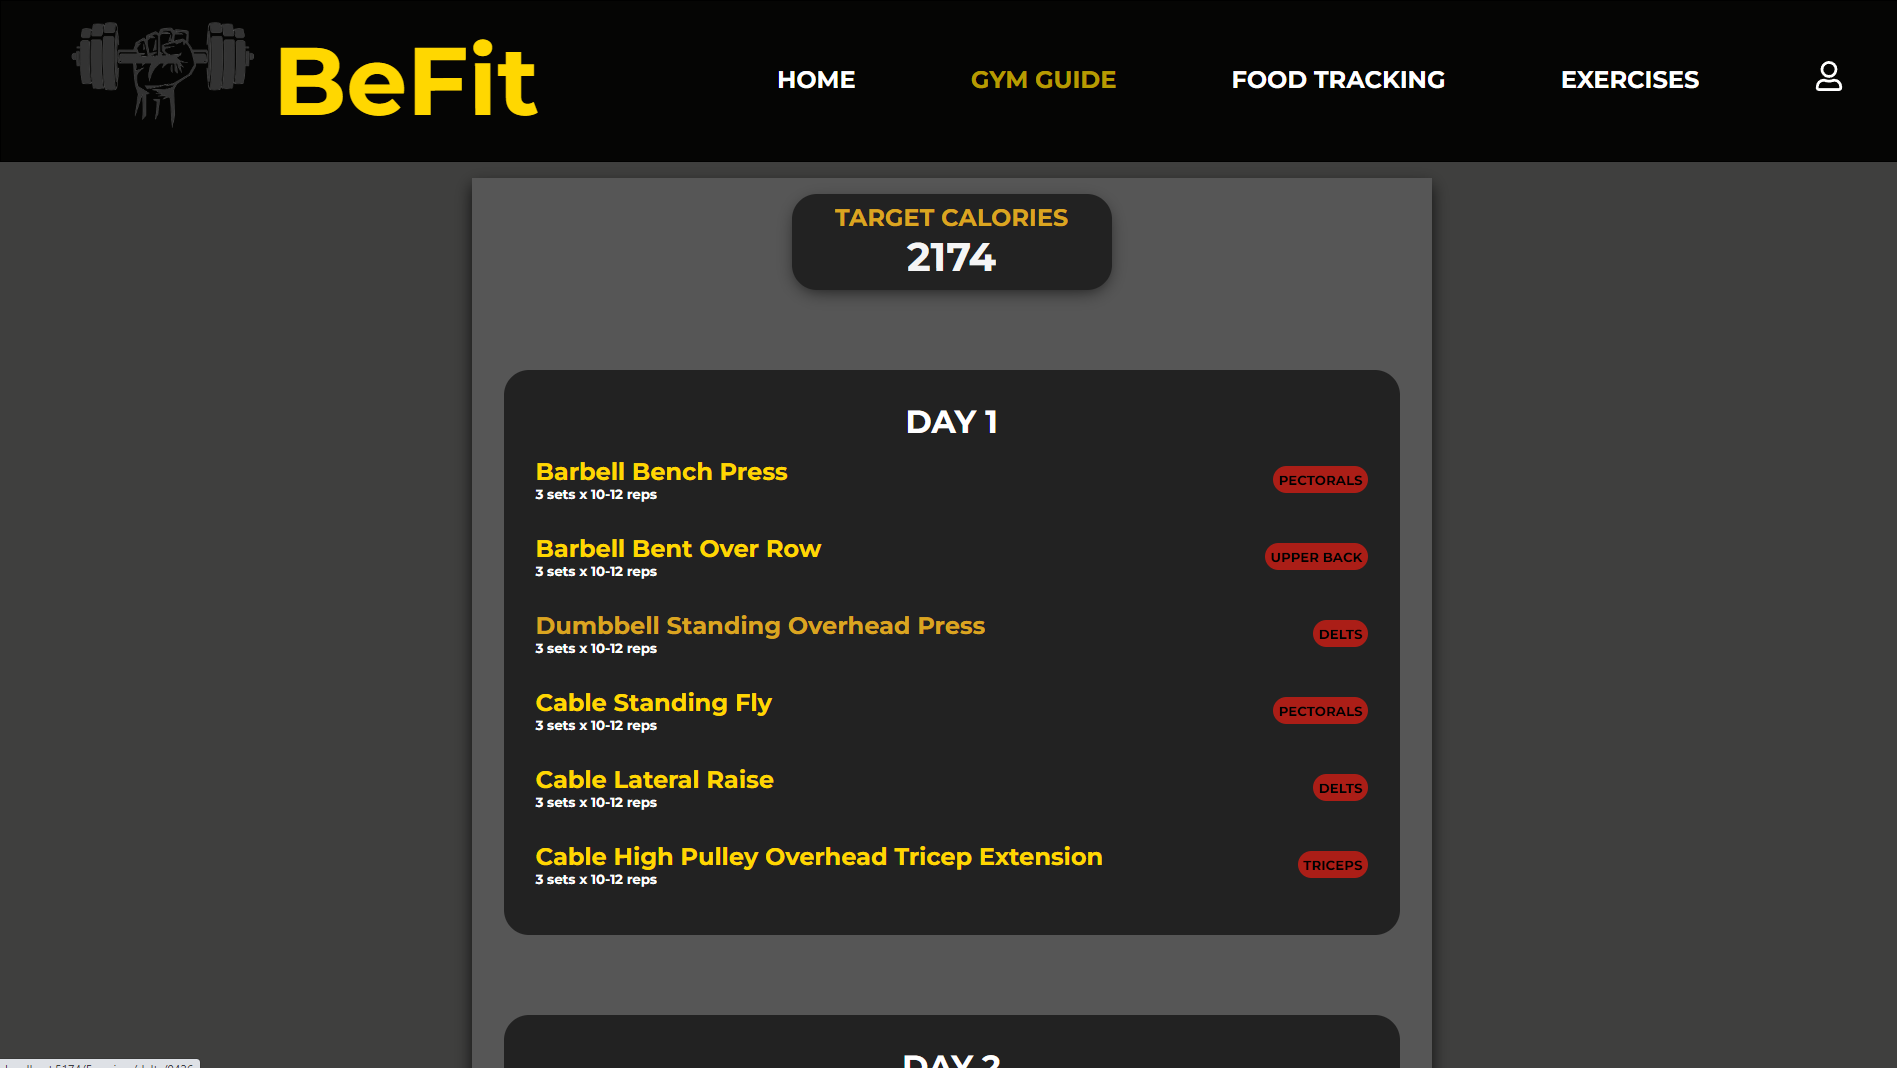 BeFit
HOME
GYM GUIDE
FOOD TRACKING
EXERCISES
TARGET CALORIES
2174
DAY 1
Barbell Bench Press
3 sets x 10-12 reps
PECTORALS
Barbell Bent Over Row
3 sets x 10-12 reps
UPPER BACK
Dumbbell Standing Overhead Press
3 sets x 10-12 reps
DELTS
Cable Standing Fly
3 sets x 10-12 reps
PECTORALS
Cable Lateral Raise
3 sets x 10-12 reps
DELTS
Cable High Pulley Overhead Tricep Extension
3 sets x 10-12 reps
TRICEPS
DAY 2